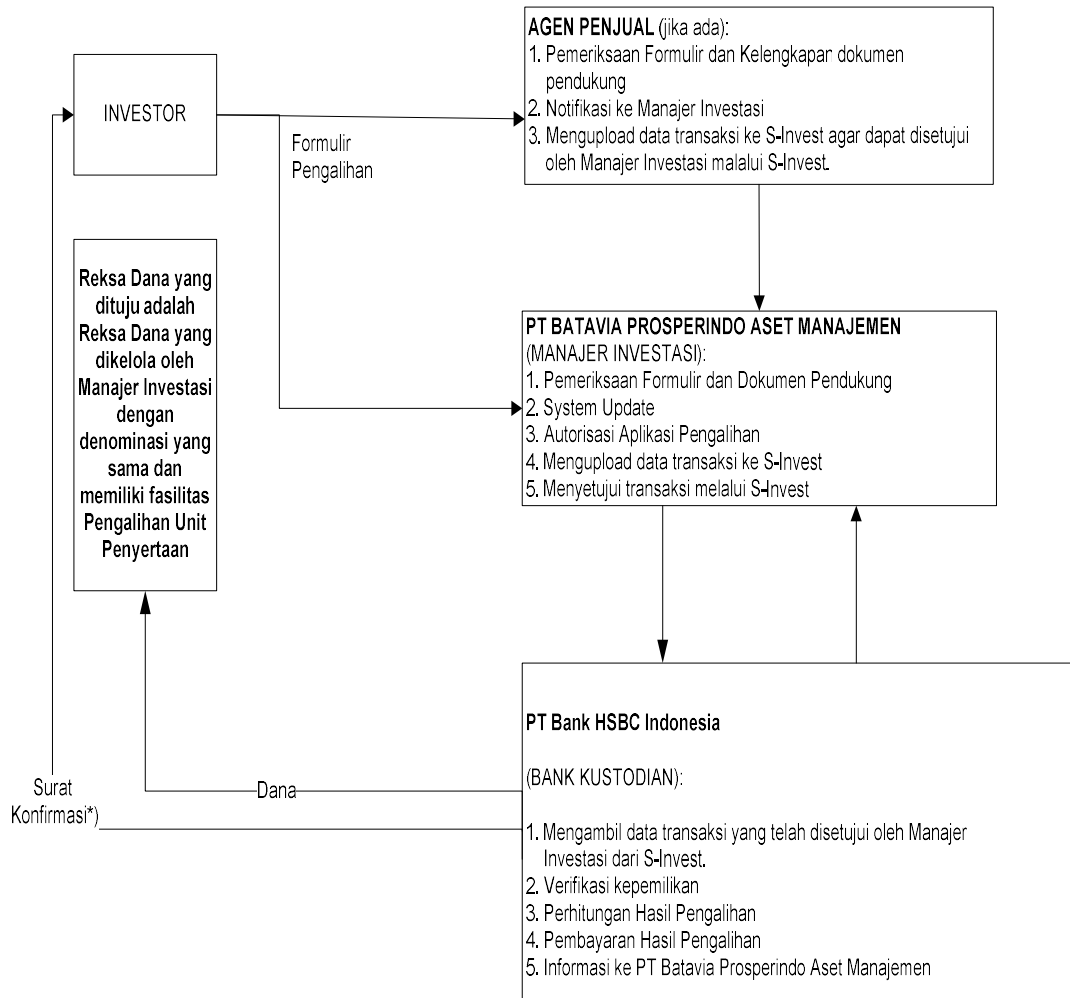 INVESTOR
Formulir
Pengalihan
AGEN PENJUAL (jika ada):
1. Pemeriksaan Formulir dan Kelengkapan dokumen
pendukung
2. Notifikasi ke Manajer Investasi
3. Mengupload data transaksi ke S-Invest agar dapat disetujui
oleh Manajer Investasi malalui S-Invest.
Reksa Dana yang
dituju adalah
Reksa Dana yang
dikelola oleh
Manajer Investasi
dengan
denominasi yang
sama dan
memiliki fasilitas
Pengalihan Unit
Penyertaan
PT BATAVIA PROSPERINDO ASET MANAJEMEN
(MANAJER INVESTASI):
1. Pemeriksaan Formulir dan Dokumen Pendukung
2. System Update
3. Autorisasi Aplikasi Pengalihan
4. Mengupload data transaksi ke S-Invest
5. Menyetujui transaksi melalui S-Invest
Surat
Konfirmasi*)
Dana
PT Bank HSBC Indonesia
(BANK KUSTODIAN):
1. Mengambil data transaksi yang telah disetujui oleh Manajer
Investasi dari S-Invest.
2. Verifikasi kepemilikan
3. Perhitungan Hasil Pengalihan
4. Pembayaran Hasil Pengalihan
5. Informasi ke PT Batavia Prosperindo Aset Manajemen